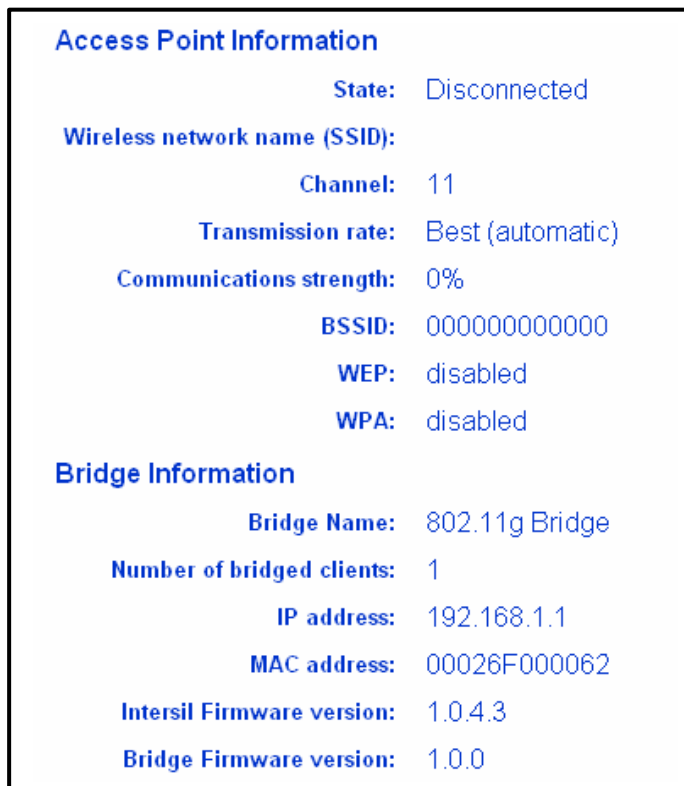 Access Point Information
State: Disconnected
Wireless network name (SSID):
Channel: 11
Transmission rate: Best (automatic)
Communications strength: 0%
BSSID: 000000000000
WEP: disabled
WPA: disabled
Bridge Information
Bridge Name: 802.11g Bridge
Number of bridged clients: 1
IP address: 192.168.1.1
MAC address: 00026F000062
Intersil Firmware version: 1.0.4.3
Bridge Firmware version: 1.0.0